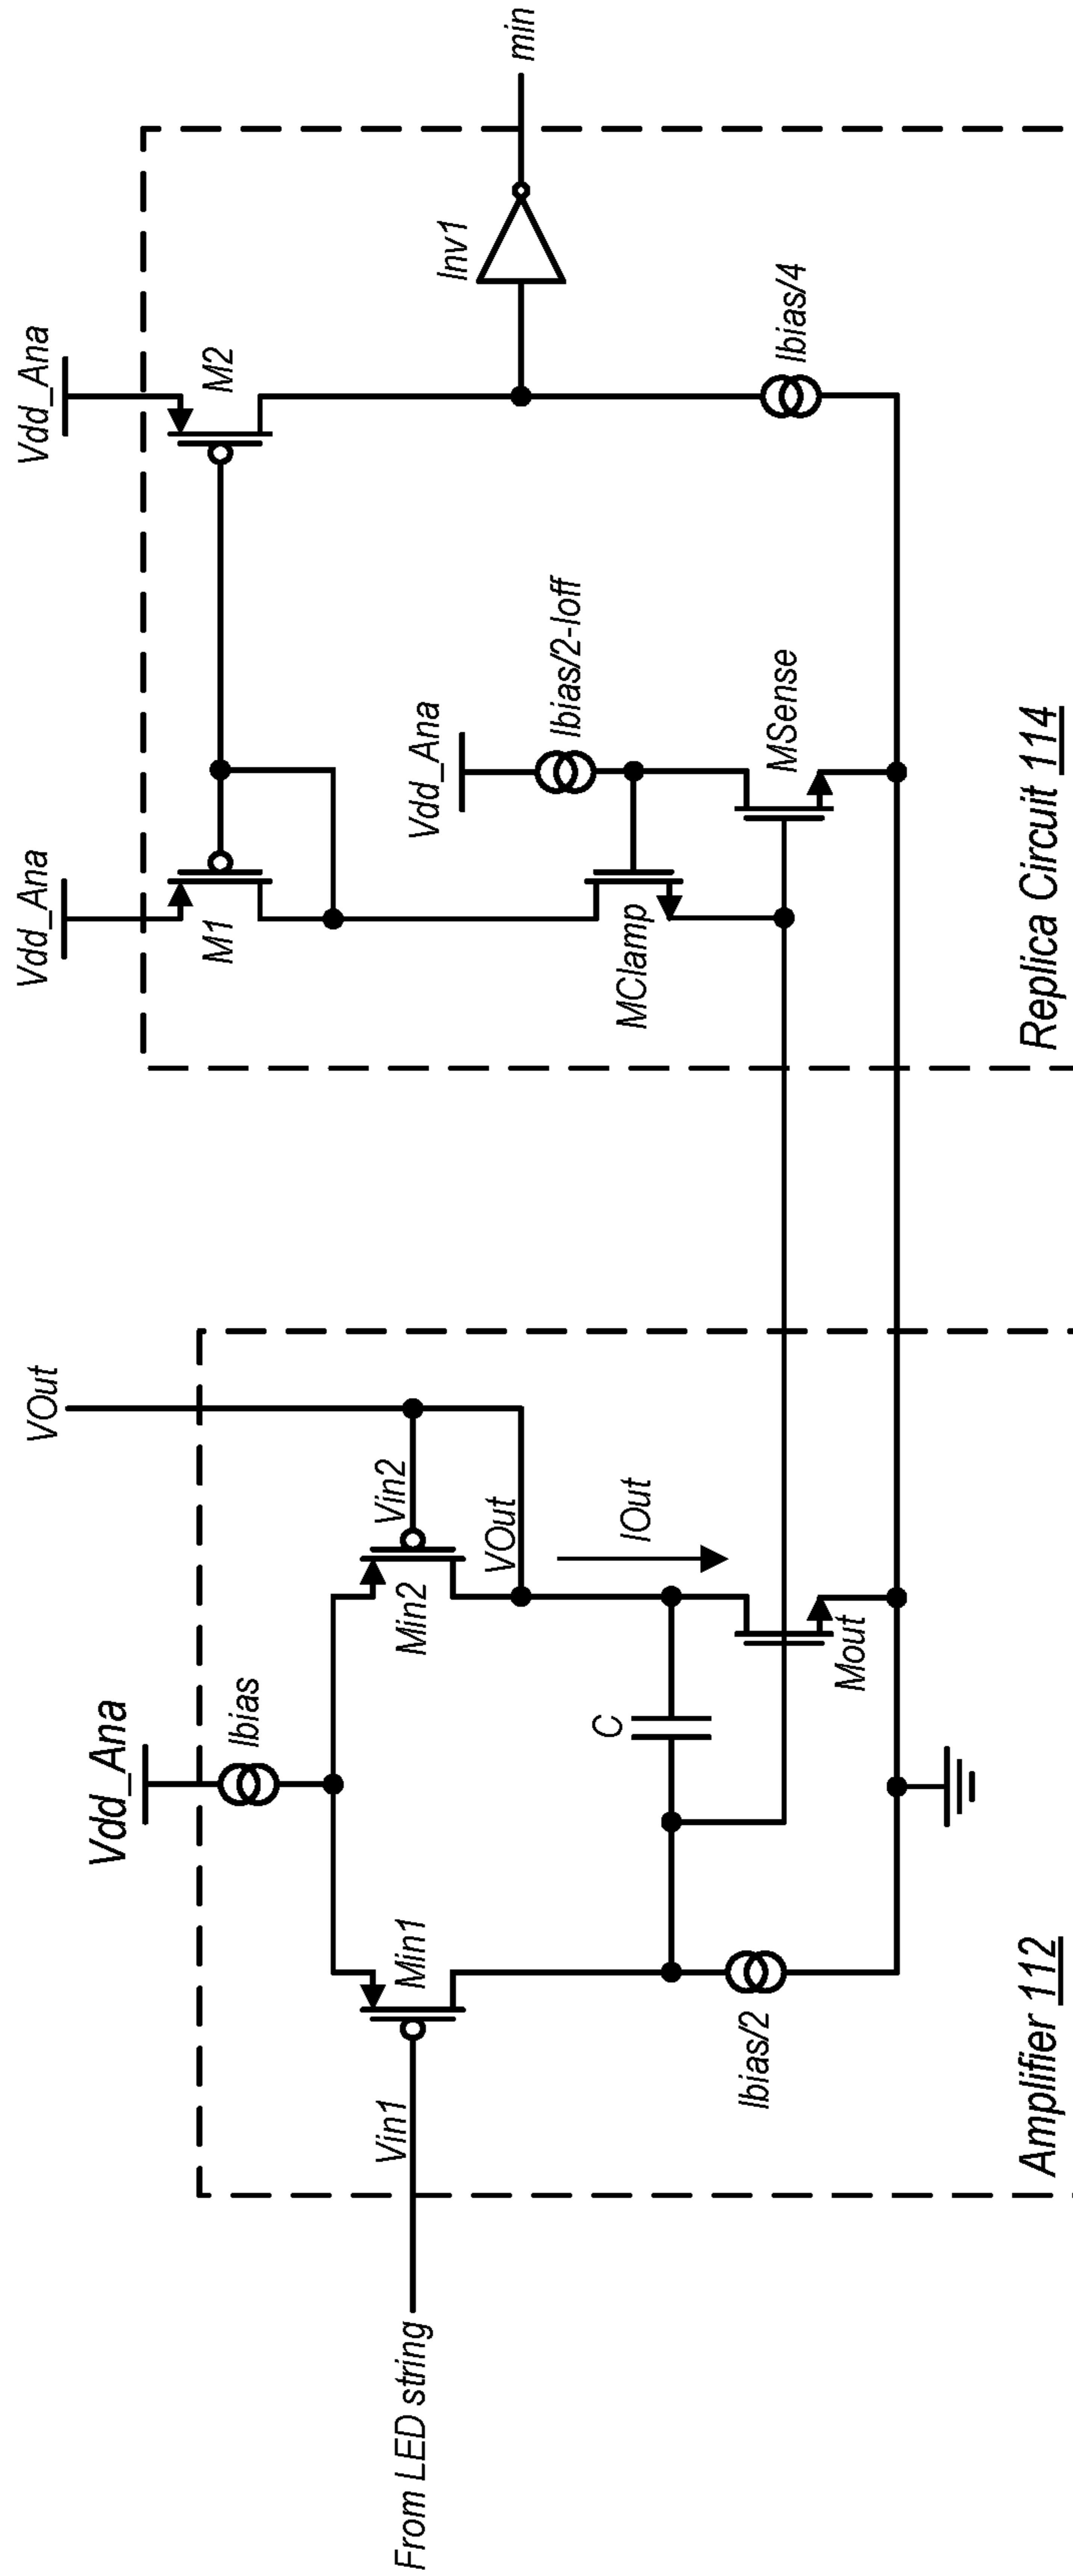 From LED string
Vin1
Min1
Vdd_Ana
Ibias
Ibias/2
C
Min2
Vin2
VOut
VOut
IOut
Mout
Amplifier 112
Vdd_Ana
M1
MClamp
Vdd_Ana
Ibias/2-Ioff
MSense
Vdd_Ana
M2
Inv1
Ibias/4
min
Replica Circuit 114